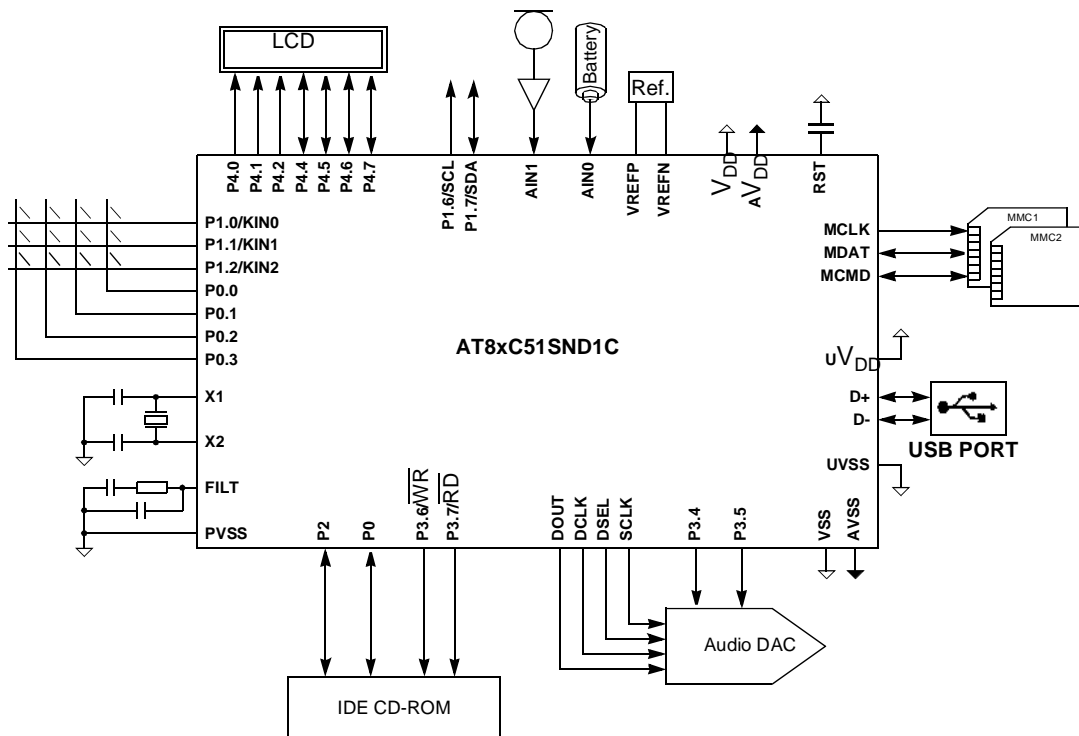 LCD
Battery
Ref.
P4.0
P4.1
P4.2
P4.4
P4.5
P4.6
P4.7
P1.6/SCL
P1.7/SDA
AIN1
AIN0
VREFP
VREFN
VDD
AVDD
RST
P1.0/KIN0
P1.1/KIN1
P1.2/KIN2
P0.0
P0.1
P0.2
P0.3
X1
X2
FILT
PVSS
AT8xC51SND1C
MCLK
MDAT
MCMD
MMC1
MMC2
UVDD
D+
D-
USB PORT
UVSS
P2
P0
P3.6/WR
P3.7/RD
DOUT
DCLK
DSEL
SCLK
P3.4
P3.5
VSS
AVSS
Audio DAC
IDE CD-ROM